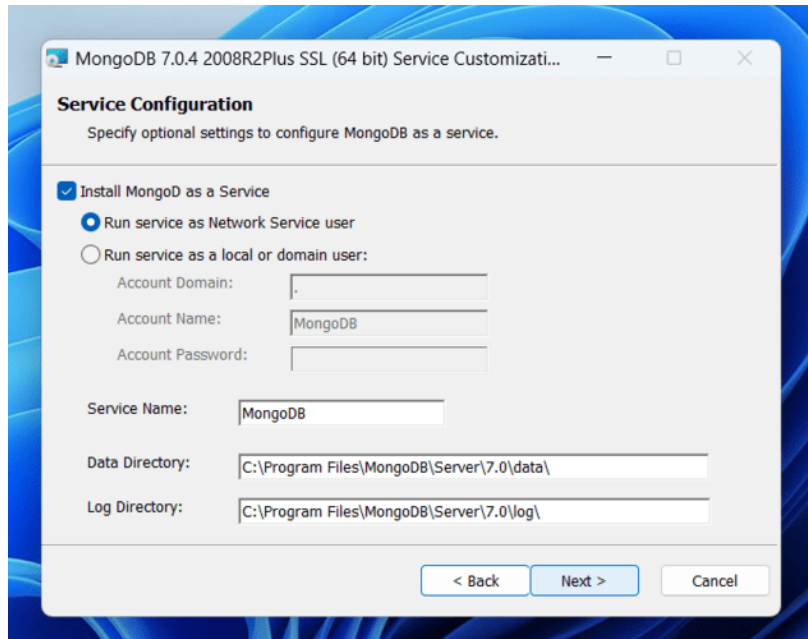 MongoDB 7.0.4 2008R2Plus SSL (64 bit) Service Customizati...
Service Configuration
Specify optional settings to configure MongoDB as a service.
Install MongoD as a Service
Run service as Network Service user
Run service as a local or domain user:
Account Domain: .
Account Name: MongoDB
Account Password:
Service Name: MongoDB
Data Directory: C:\Program Files\MongoDB\Server\7.0\data\
Log Directory: C:\Program Files\MongoDB\Server\7.0\log\
< Back Next > Cancel